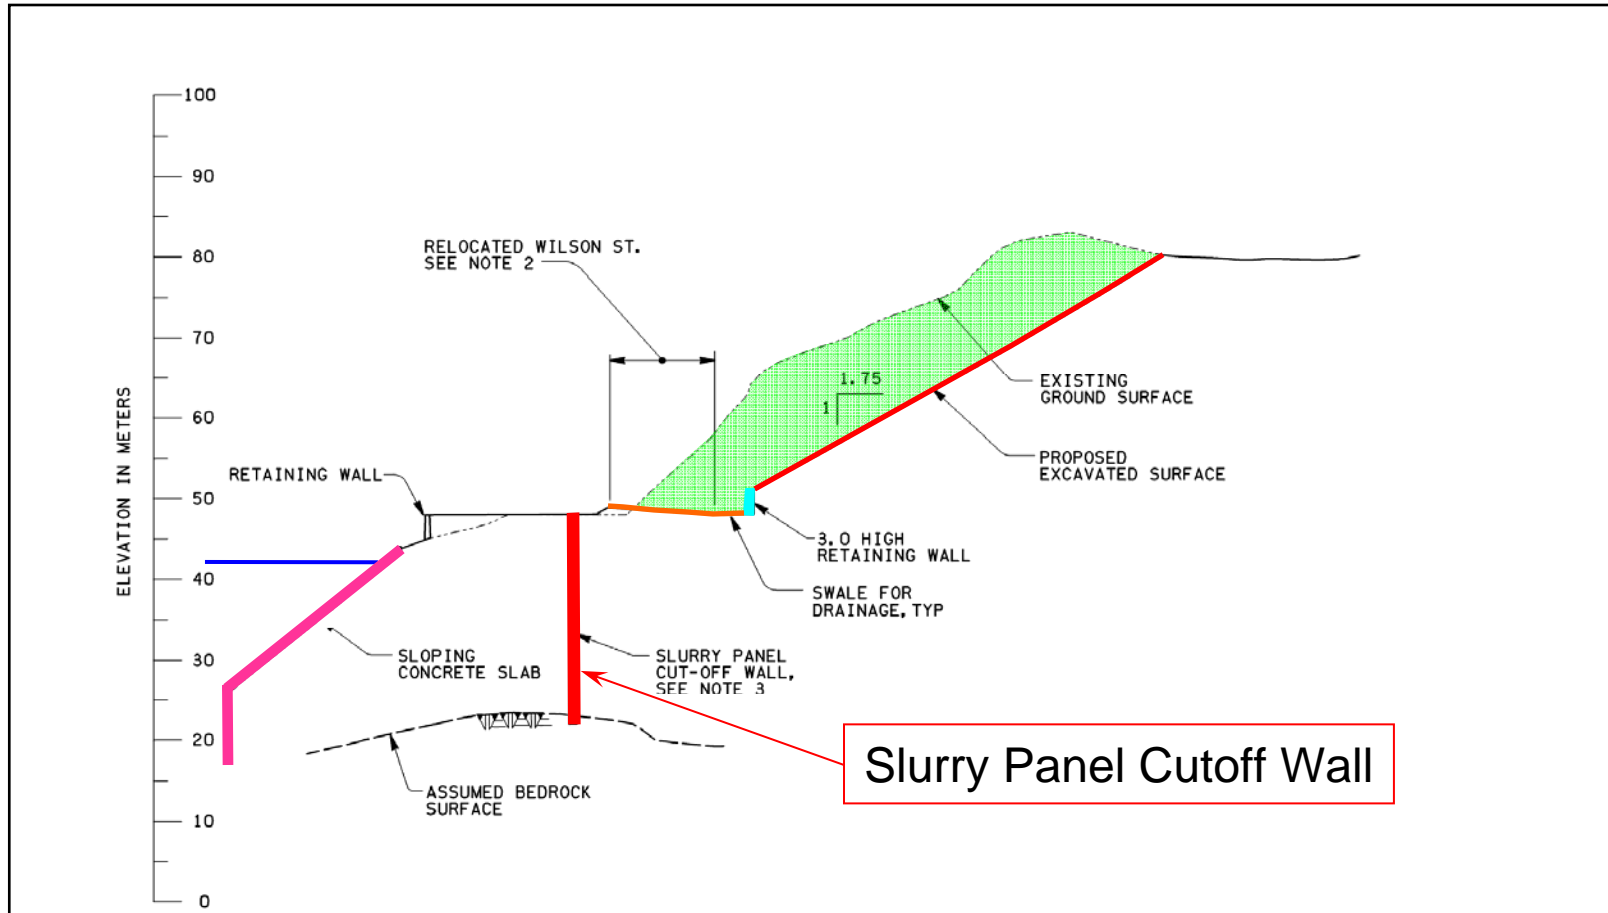 100
90
80
70
60
50
40
30
20
10
0
ELEVATION IN METERS
RELOCATED WILSON ST.
SEE NOTE 2
1.75
1
EXISTING
GROUND SURFACE
PROPOSED
EXCAVATED SURFACE
RETAINING WALL
3.0 HIGH
RETAINING WALL
SWALE FOR
DRAINAGE, TYP
SLOPING
CONCRETE SLAB
SLURRY PANEL
CUT-OFF WALL,
SEE NOTE 3
Slurry Panel Cutoff Wall
ASSUMED BEDROCK
SURFACE